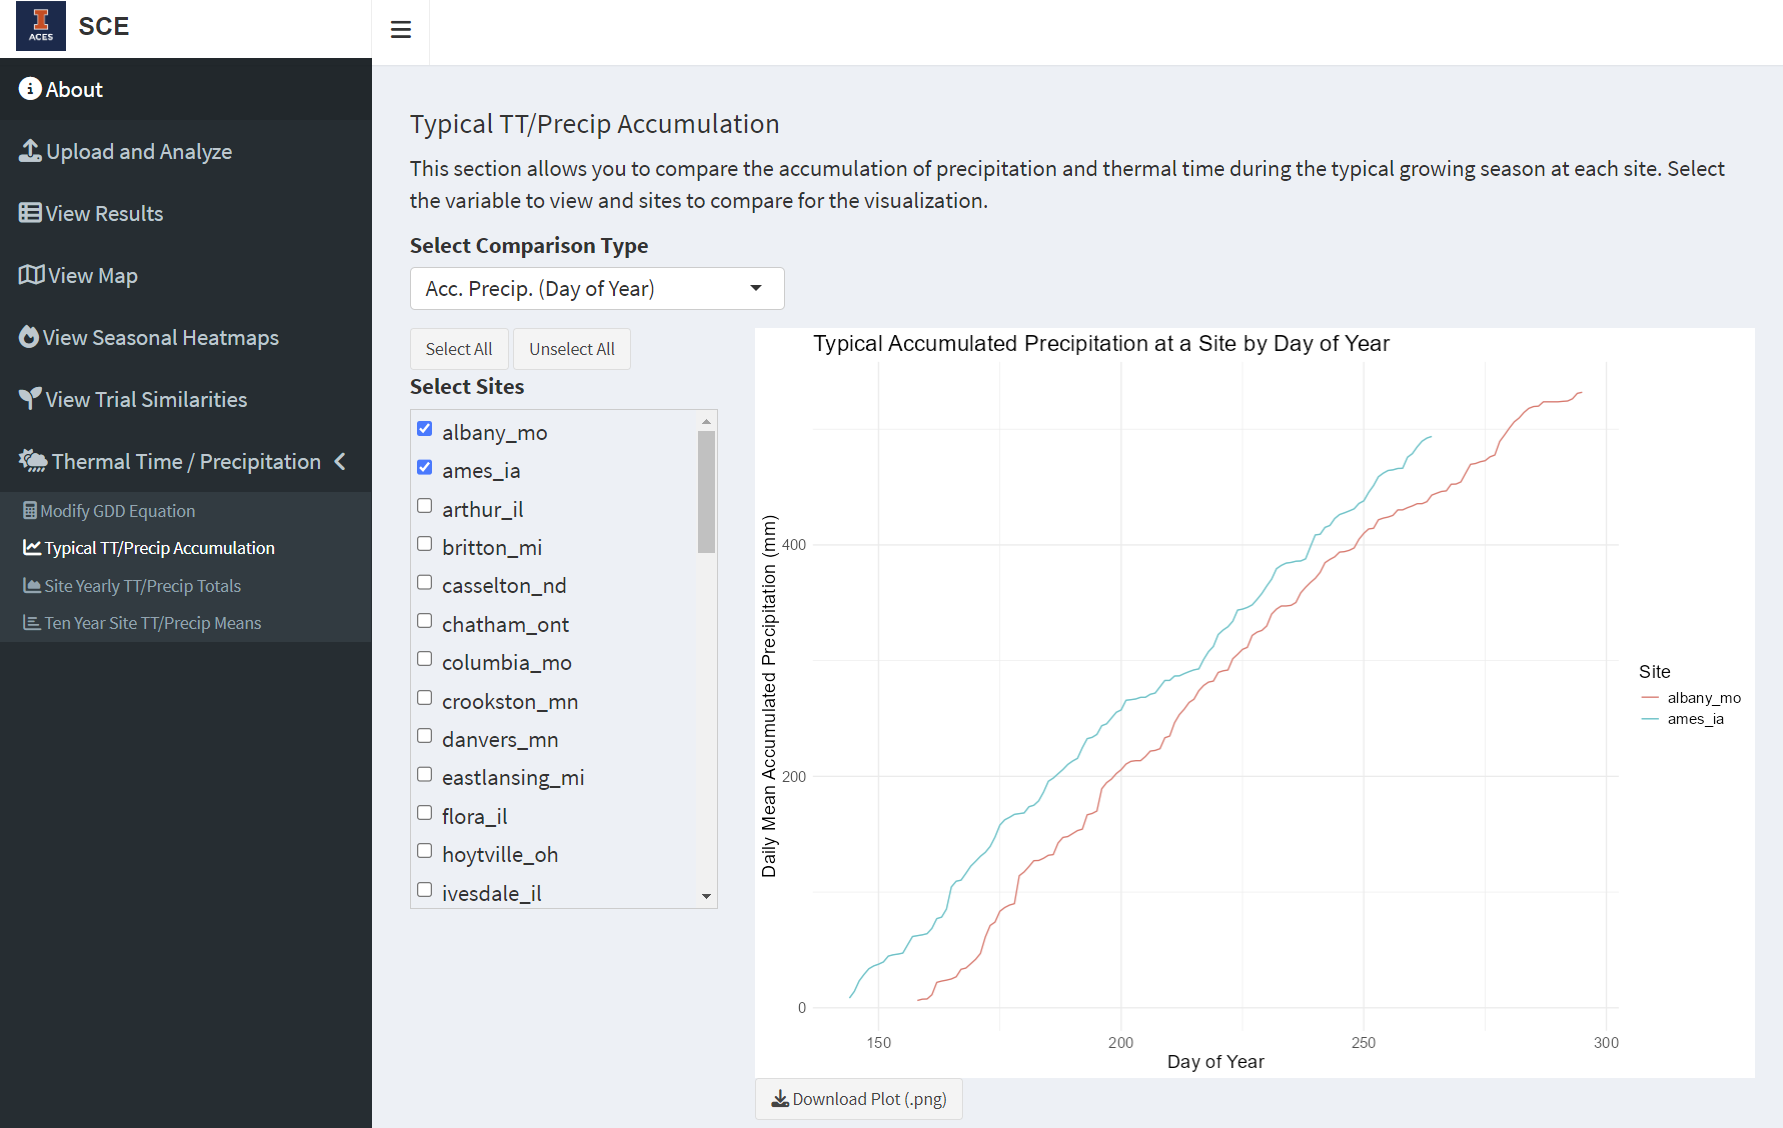 I
ACES
SCE
About
Upload and Analyze
View Results
View Map
View Seasonal Heatmaps
View Trial Similarities
Thermal Time / Precipitation
Modify GDD Equation
Typical TT/Precip Accumulation
Site Yearly TT/Precip Totals
Ten Year Site TT/Precip Means
Typical TT/Precip Accumulation
This section allows you to compare the accumulation of precipitation and thermal time during the typical growing season at each site. Select
the variable to view and sites to compare for the visualization.
Select Comparison Type
Acc. Precip. (Day of Year)
Select All
Unselect All
Select Sites
albany_mo
ames_ia
arthur_il
britton_mi
casselton_nd
chatham_ont
columbia_mo
crookston_mn
danvers_mn
eastlansing_mi
flora_il
hoytville_oh
ivesdale_il
Typical Accumulated Precipitation at a Site by Day of Year
Daily Mean Accumulated Precipitation (mm)
400
200
0
150
200
250
300
Day of Year
Site
albany_mo
ames_ia
Download Plot (.png)